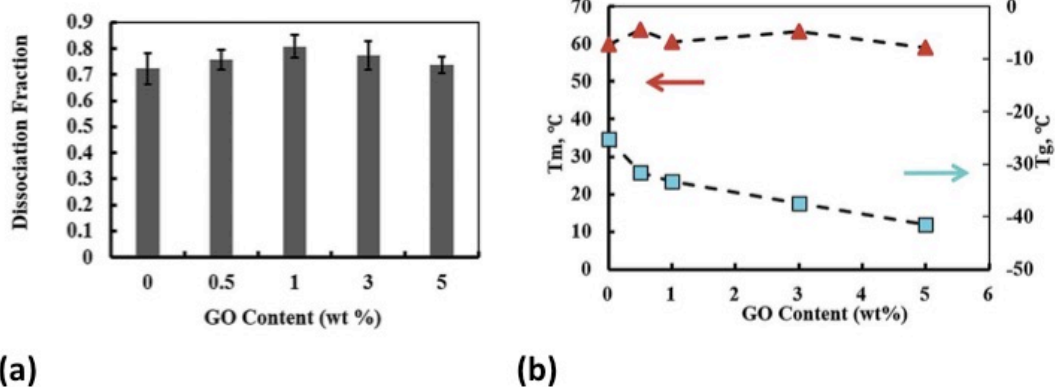 Dissociation Fraction
0.9
0.8
0.7
0.6
0.5
0.4
0.3
0.2
0.1
0
0 0.5 1 3 5
GO Content (wt %)
(a)
Tm, °C
70
60
50
40
30
20
10
0
0 1 2 3 4 5 6
GO Content (wt%)
0
-10
-20
-30
-40
-50
Tg, °C
(b)